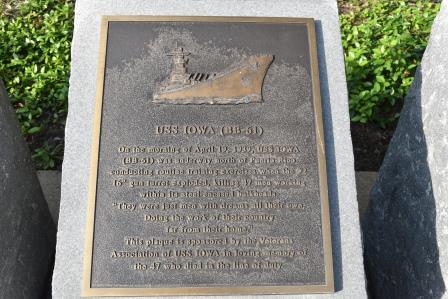 USS IOWA (BB-61)
On the morning of April 19, 1989, USS IOWA
(BB-61) was underway north of Puerto Rico
conducting routine training exercises when the #2
16" gun turret exploded, killing 47 men working
within its steel-encased bulkheads.
"They were just men with dreams all their own,
Doing the work of their country
far from their home."
This plaque is sponsored by the Veterans
Association of USS IOWA in loving memory of
the 47 who died in the line of duty.